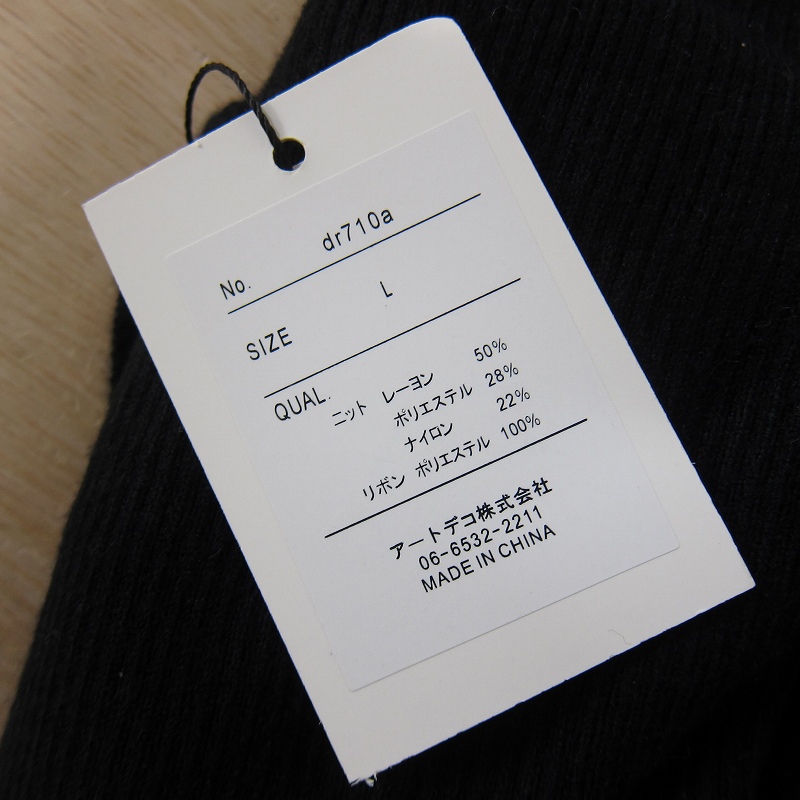 No. dr710a
SIZE L
QUAL. ニット レーヨン 50%
ポリエステル 28%
ナイロン 22%
リボン ポリエステル 100%
アートデコ株式会社
06-6532-2211
MADE IN CHINA